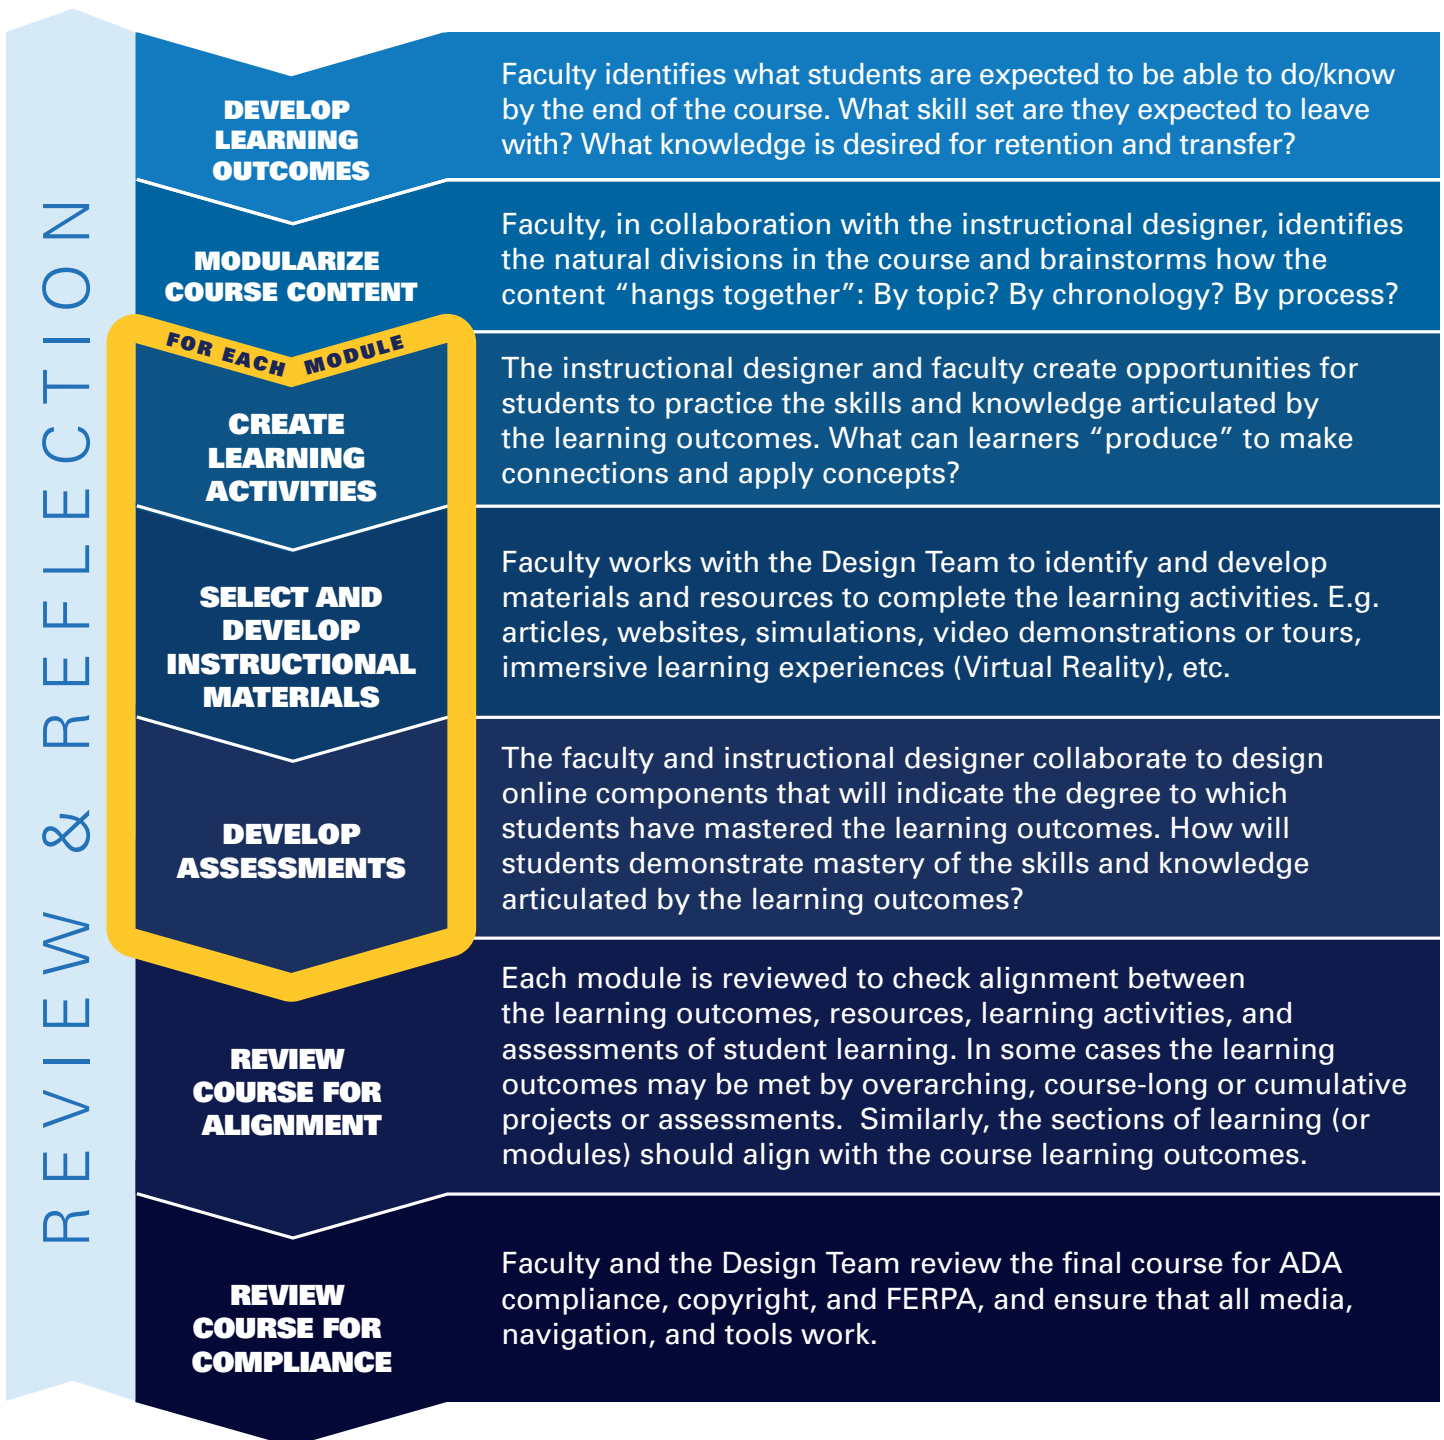 REVIEW & REFLECTION
DEVELOP
LEARNING
OUTCOMES
Faculty identifies what students are expected to be able to do/know
by the end of the course. What skill set are they expected to leave
with? What knowledge is desired for retention and transfer?
MODULARIZE
COURSE CONTENT
Faculty, in collaboration with the instructional designer, identifies
the natural divisions in the course and brainstorms how the
content “hangs together”: By topic? By chronology? By process?
FOR EACH MODULE
CREATE
LEARNING
ACTIVITIES
The instructional designer and faculty create opportunities for
students to practice the skills and knowledge articulated by
the learning outcomes. What can learners “produce” to make
connections and apply concepts?
SELECT AND
DEVELOP
INSTRUCTIONAL
MATERIALS
Faculty works with the Design Team to identify and develop
materials and resources to complete the learning activities. E.g.
articles, websites, simulations, video demonstrations or tours,
immersive learning experiences (Virtual Reality), etc.
DEVELOP
ASSESSMENTS
The faculty and instructional designer collaborate to design
online components that will indicate the degree to which
students have mastered the learning outcomes. How will
students demonstrate mastery of the skills and knowledge
articulated by the learning outcomes?
REVIEW
COURSE FOR
ALIGNMENT
Each module is reviewed to check alignment between
the learning outcomes, resources, learning activities, and
assessments of student learning. In some cases the learning
outcomes may be met by overarching, course-long or cumulative
projects or assessments.  Similarly, the sections of learning (or
modules) should align with the course learning outcomes.
REVIEW
COURSE FOR
COMPLIANCE
Faculty and the Design Team review the final course for ADA
compliance, copyright, and FERPA, and ensure that all media,
navigation, and tools work.